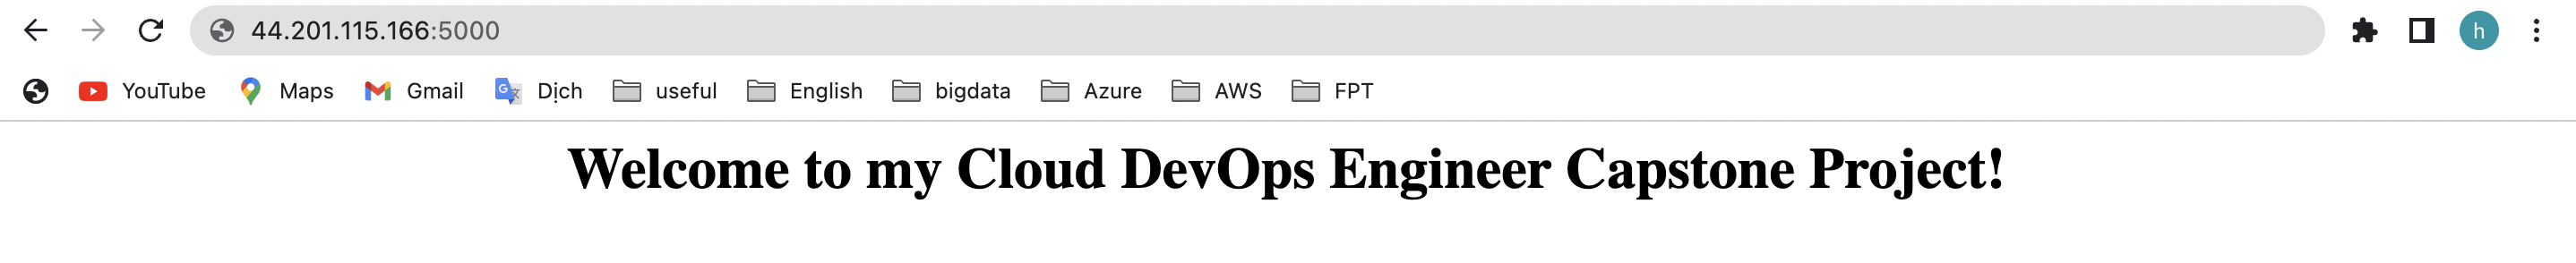 44.201.115.166:5000
h
YouTube Maps Gmail Dịch useful English bigdata Azure AWS FPT
Welcome to my Cloud DevOps Engineer Capstone Project!